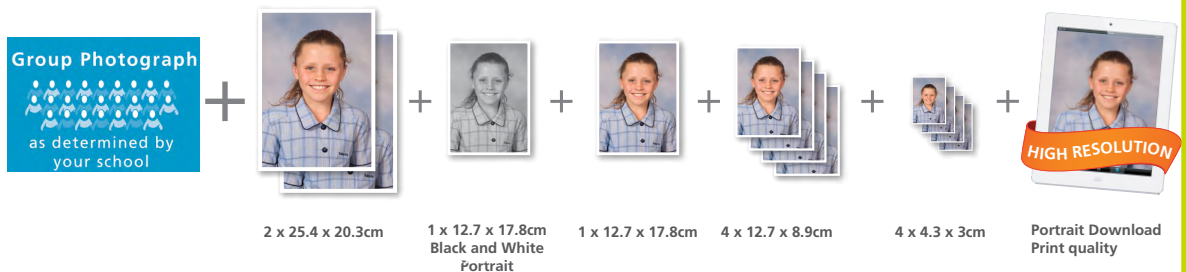 Group Photograph
as determined by
your school
HIGH RESOLUTION
2 x 25.4 x 20.3cm
1 x 12.7 x 17.8cm
Black and White
Portrait
1 x 12.7 x 17.8cm
4 x 12.7 x 8.9cm
4 x 4.3 x 3cm
Portrait Download
Print quality